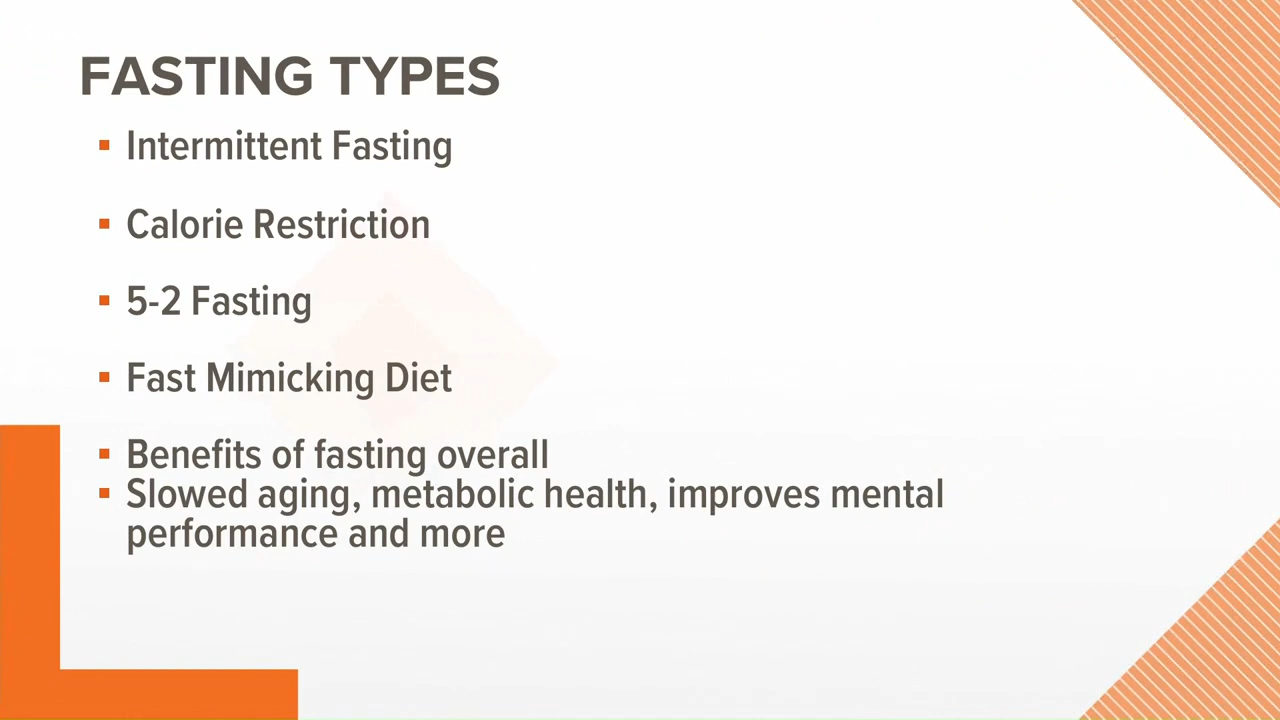 FASTING TYPES
Intermittent Fasting
Calorie Restriction
5-2 Fasting
Fast Mimicking Diet
Benefits of fasting overall
Slowed aging, metabolic health, improves mental
performance and more